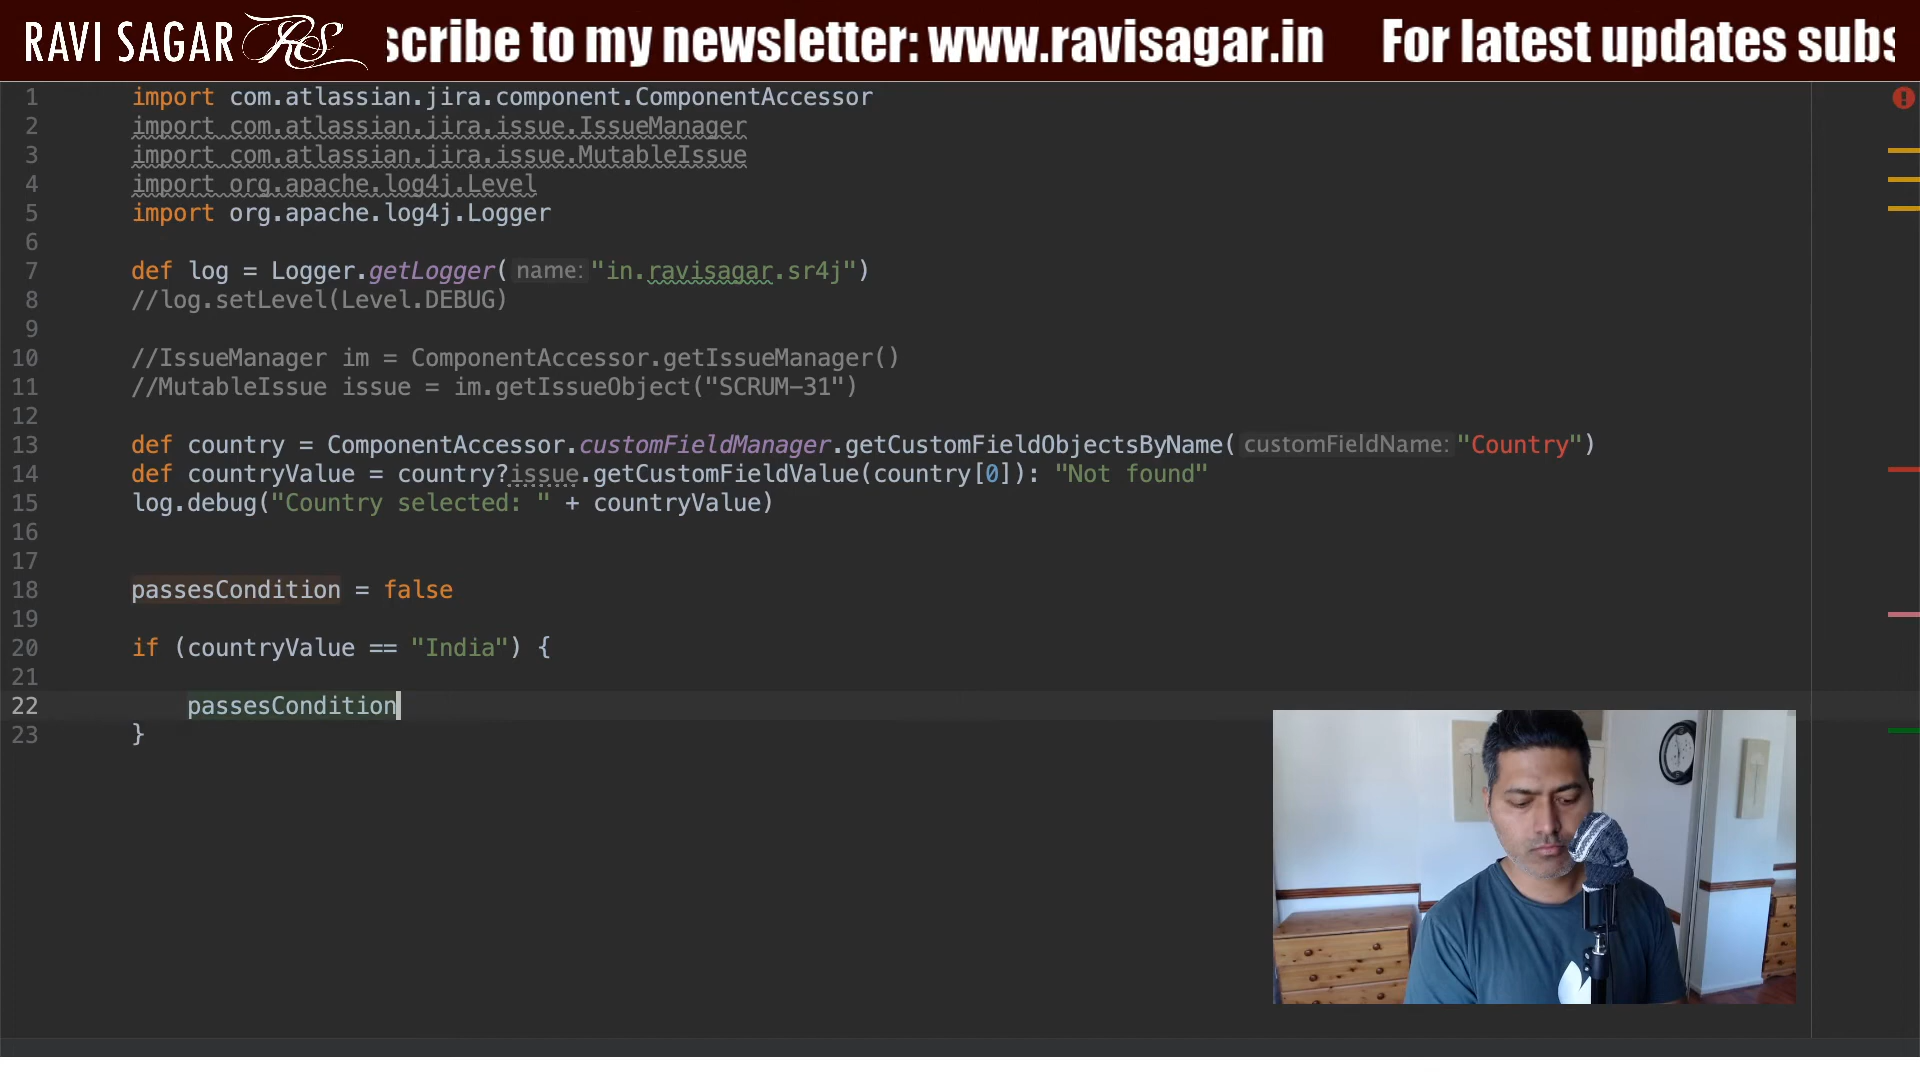 RAVI SAGAR RS scribe to my newsletter: www.ravisagar.in For latest updates subs
1 import com.atlassian.jira.component.ComponentAccessor
2 import com.atlassian.jira.issue.IssueManager
3 import com.atlassian.jira.issue.MutableIssue
4 import org.apache.log4j.Level
5 import org.apache.log4j.Logger
6
7 def log = Logger.getLogger( name: "in.ravisagar.sr4j")
8 //log.setLevel(Level.DEBUG)
9
10 //IssueManager im = ComponentAccessor.getIssueManager()
11 //MutableIssue issue = im.getIssueObject("SCRUM-31")
12
13 def country = ComponentAccessor.customFieldManager.getCustomFieldObjectsByName( customFieldName: "Country")
14 def countryValue = country?issue.getCustomFieldValue(country[0]): "Not found"
15 log.debug("Country selected: " + countryValue)
16
17
18 passesCondition = false
19
20 if (countryValue == "India") {
21
22 passesCondition
23 }